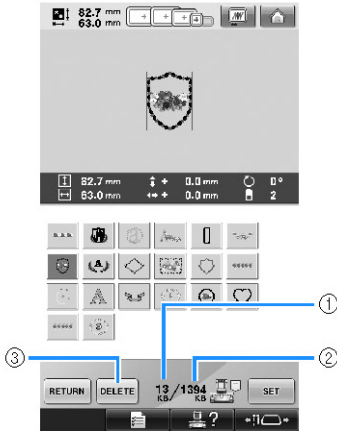 82.7 mm
63.0 mm
82.7 mm 0.0 mm 0°
63.0 mm 0.0 mm 2
A
A
①
③ ②
RETURN DELETE 13 KB / 1394 KB SET
?